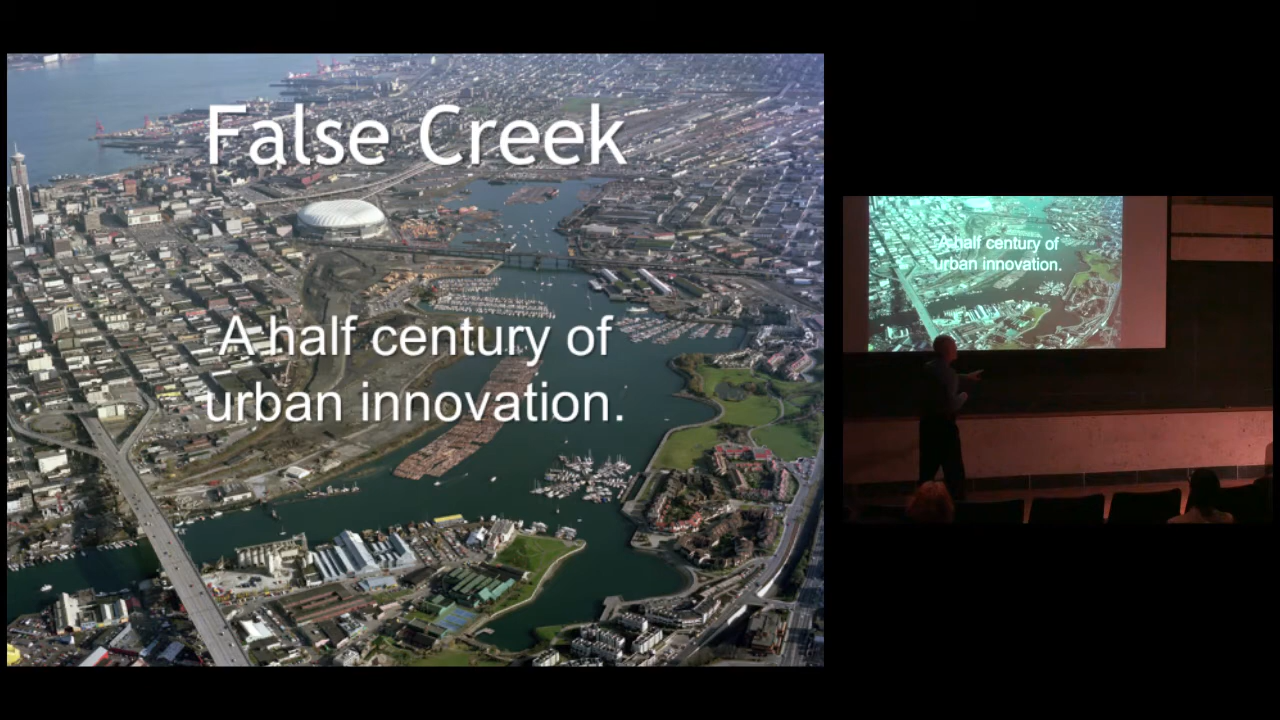 False Creek
A half century of
urban innovation.
A half century of
urban innovation.